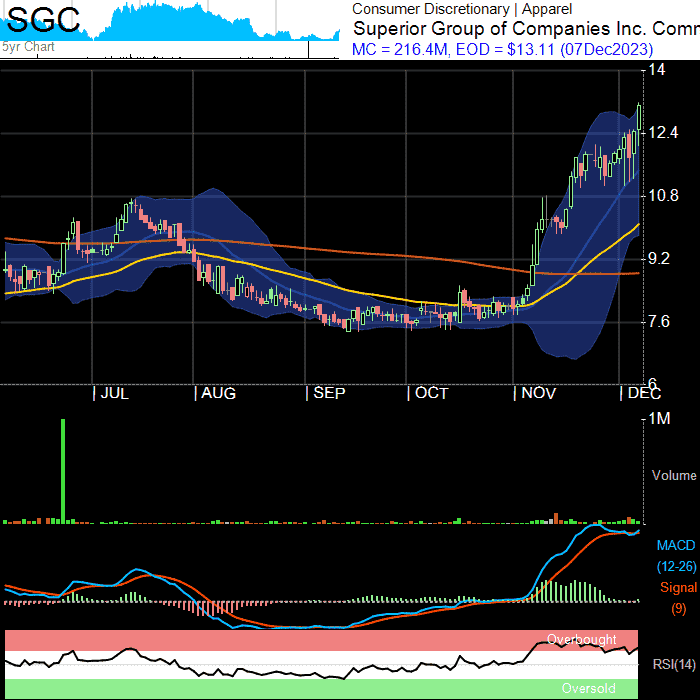 SGC
Consumer Discretionary | Apparel
Superior Group of Companies Inc. Comm
MC = 216.4M, EOD = $13.11 (07Dec2023)
5yr Chart
14
12.4
10.8
9.2
7.6
6
JUL AUG SEP OCT NOV DEC
1M
Volume
MACD
(12-26)
Signal
(9)
Overbought
RSI(14)
Oversold